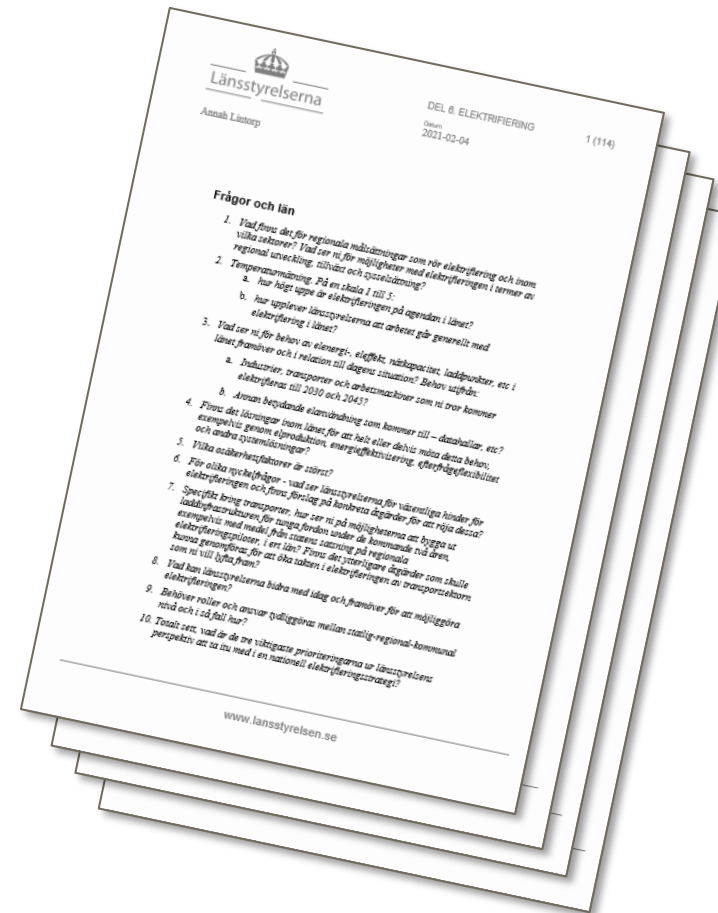 Länsstyrelserna
Annah Lintorp
DEL 8. ELEKTRIFIERING
Datum
2021-02-04
1 (114)
Frågor och län
1. Vad finns det för regionala målsättningar som rör elektrifiering och inom
vilka sektorer? Vad ser ni för möjligheter med elektrifieringen i termer av
regional utveckling, tillväxt och sysselsättning?
2. Temperaturmätning. På en skala 1 till 5:
a. hur högt uppe är elektrifieringen på agendan i länet?
b. hur upplever länsstyrelserna att arbetet går generellt med
elektrifiering i länet?
3. Vad ser ni för behov av elenergi-, eleffekt, nätkapacitet, laddpunkter, etc i
länet framöver och i relation till dagens situation? Behov utifrån:
a. Industrier, transporter och arbetsmaskiner som ni tror kommer
elektrifieras till 2030 och 2045?
b. Annan betydande elanvändning som kommer till – datahallar, etc?
4. Finns det lösningar inom länet för att helt eller delvis möta detta behov,
exempelvis genom elproduktion, energieffektivisering, efterfrågeflexibilitet
och andra systemlösningar?
5. Vilka osäkerhetsfaktorer är störst?
6. För olika nyckelfrågor - vad ser länsstyrelserna för väsentliga hinder för
elektrifieringen och finns förslag på konkreta åtgärder för att röja dessa?
7. Specifikt kring transporter, hur ser ni på möjligheterna att bygga ut
laddinfrastrukturen för tunga fordon under de kommande två åren,
exempelvis med medel från statens satsning på regionala
elektrifieringspiloter, i ert län? Finns det ytterligare åtgärder som skulle
kunna genomföras för att öka takten i elektrifieringen av transportsektorn
som ni vill lyfta fram?
8. Vad kan länsstyrelserna bidra med idag och framöver för att möjliggöra
elektrifieringen?
9. Behöver roller och ansvar tydliggöras mellan statlig-regional-kommunal
nivå och i så fall hur?
10. Totalt sett, vad är de tre viktigaste prioriteringarna ur länsstyrelsens
perspektiv att ta itu med i en nationell elektrifieringsstrategi?
www.lansstyrelsen.se